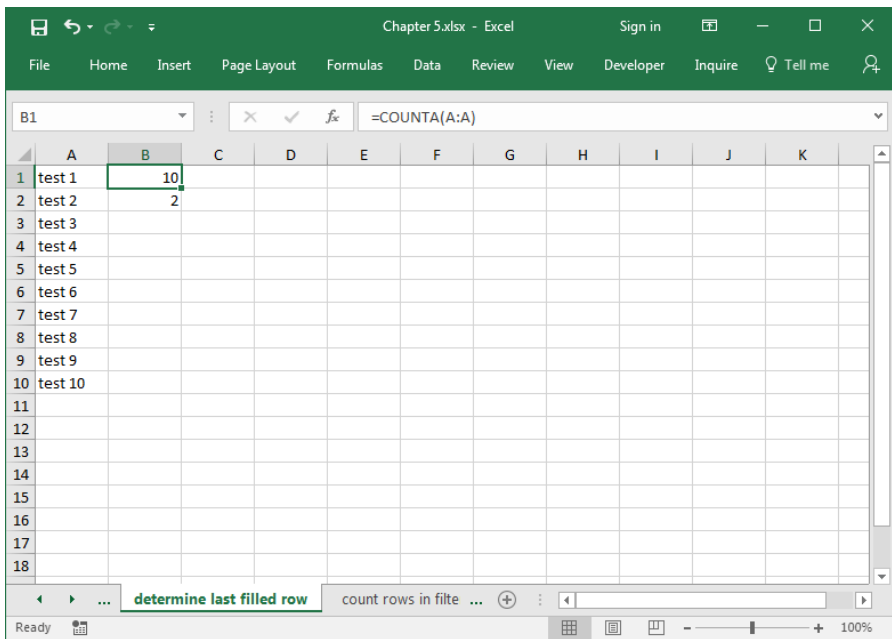 Chapter 5.xlsx - Excel
Sign in
File Home Insert Page Layout Formulas Data Review View Developer Inquire Tell me
B1 fx =COUNTA(A:A)
A B C D E F G H I J K
1 test 1 10
2 test 2 2
3 test 3
4 test 4
5 test 5
6 test 6
7 test 7
8 test 8
9 test 9
10 test 10
11
12
13
14
15
16
17
18
... determine last filled row count rows in filte ...
Ready 100%